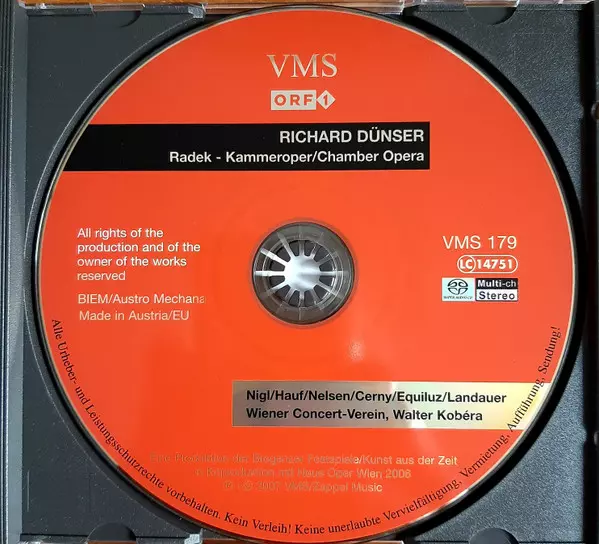 VMS
ORF 1
RICHARD DÜNSER
Radek - Kammeroper/Chamber Opera
All rights of the
production and of the
owner of the works
reserved
BIEM/Austro Mechana
Made in Austria/EU
VMS 179
LC 14751
SUPER AUDIO CD
Multi-ch
Stereo
Nigl/Hauf/Nelsen/Cerny/Equiluz/Landauer
Wiener Concert-Verein, Walter Kobéra
Eine Produktion der Bregenzer Festspiele/Kunst aus der Zeit
in Coproduktion mit Neue Oper Wien 2006
2007 VMS/Zappel Music
Alle Urheber- und Leistungsschutzrechte vorbehalten. Kein Verleih! Keine unerlaubte Vervielfältigung, Vermietung, Aufführung, Sendung!